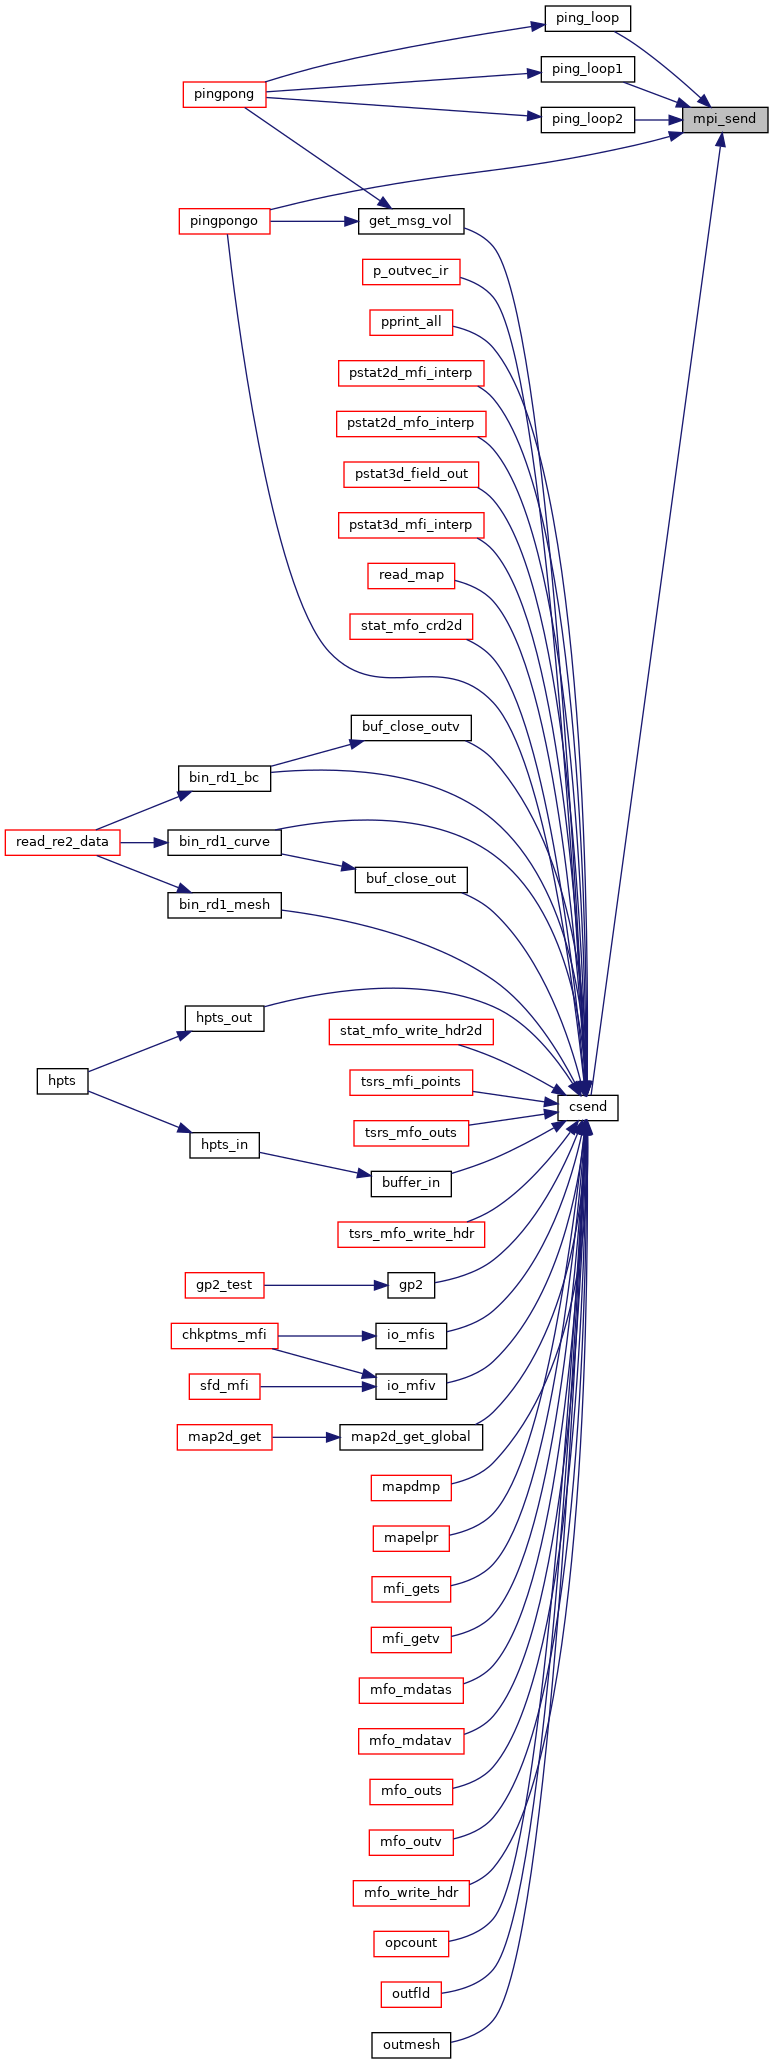 ping_loop
ping_loop1
pingpong
ping_loop2
mpi_send
pingpongo
get_msg_vol
p_outvec_ir
pprint_all
pstat2d_mfi_interp
pstat2d_mfo_interp
pstat3d_field_out
pstat3d_mfi_interp
read_map
stat_mfo_crd2d
buf_close_outv
bin_rd1_bc
read_re2_data
bin_rd1_curve
buf_close_out
bin_rd1_mesh
hpts_out
stat_mfo_write_hdr2d
hpts
tsrs_mfi_points
csend
tsrs_mfo_outs
hpts_in
buffer_in
tsrs_mfo_write_hdr
gp2_test
gp2
chkptms_mfi
io_mfis
sfd_mfi
io_mfiv
map2d_get
map2d_get_global
mapdmp
mapelpr
mfi_gets
mfi_getv
mfo_mdatas
mfo_mdatav
mfo_outs
mfo_outv
mfo_write_hdr
opcount
outfld
outmesh